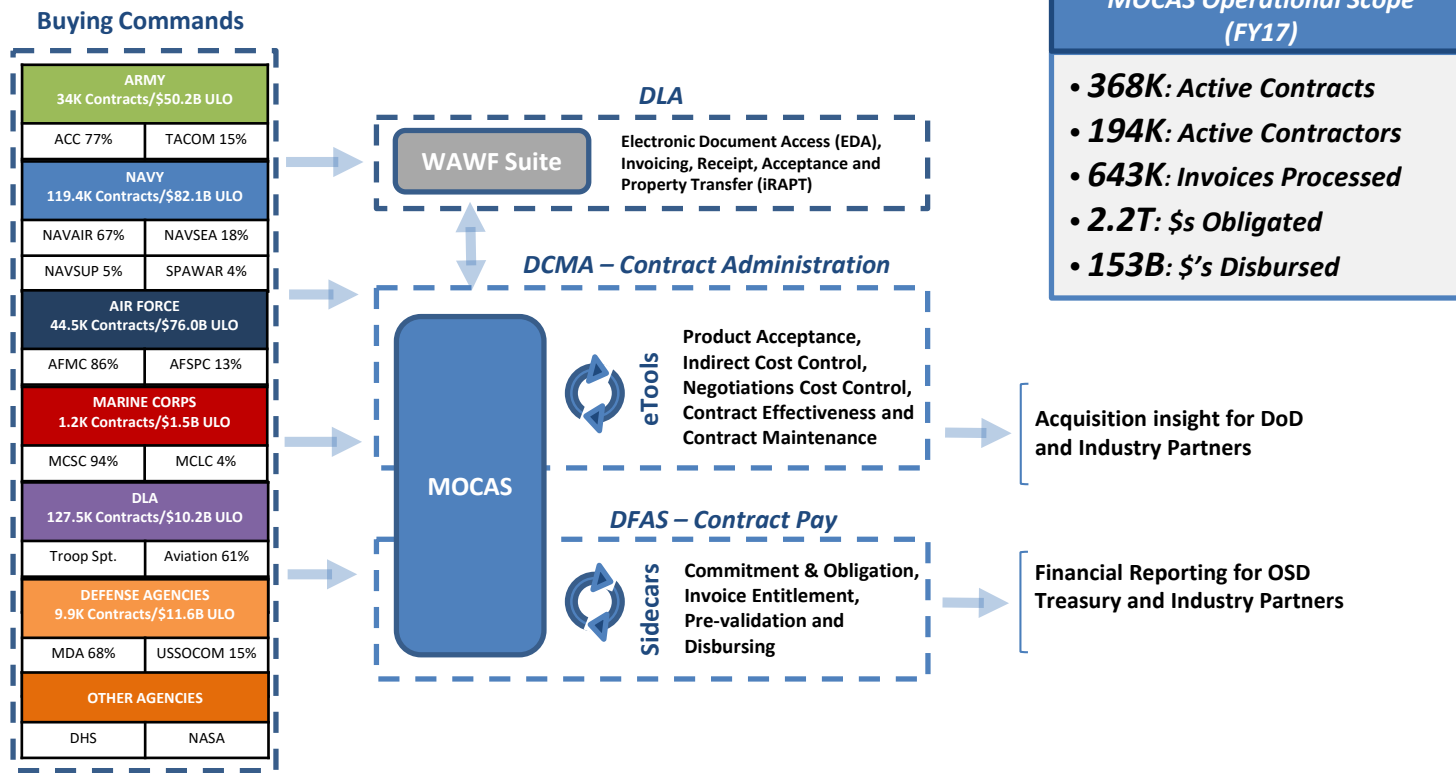 Buying Commands
ARMY
34K Contracts/$50.2B ULO
ACC 77%
TACOM 15%
NAVY
119.4K Contracts/$82.1B ULO
NAVAIR 67%
NAVSEA 18%
NAVSUP 5%
SPAWAR 4%
AIR FORCE
44.5K Contracts/$76.0B ULO
AFMC 86%
AFSPC 13%
MARINE CORPS
1.2K Contracts/$1.5B ULO
MCSC 94%
MCLC 4%
DLA
127.5K Contracts/$10.2B ULO
Troop Spt.
Aviation 61%
DEFENSE AGENCIES
9.9K Contracts/$11.6B ULO
MDA 68%
USSOCOM 15%
OTHER AGENCIES
DHS
NASA
DLA
WAWF Suite
Electronic Document Access (EDA),
Invoicing, Receipt, Acceptance and
Property Transfer (iRAPT)
DCMA – Contract Administration
MOCAS
eTools
Product Acceptance,
Indirect Cost Control,
Negotiations Cost Control,
Contract Effectiveness and
Contract Maintenance
DFAS – Contract Pay
Sidecars
Commitment & Obligation,
Invoice Entitlement,
Pre-validation and
Disbursing
MOCAS Operational Scope
(FY17)
• 368K: Active Contracts
• 194K: Active Contractors
• 643K: Invoices Processed
• 2.2T: $s Obligated
• 153B: $'s Disbursed
Acquisition insight for DoD
and Industry Partners
Financial Reporting for OSD
Treasury and Industry Partners